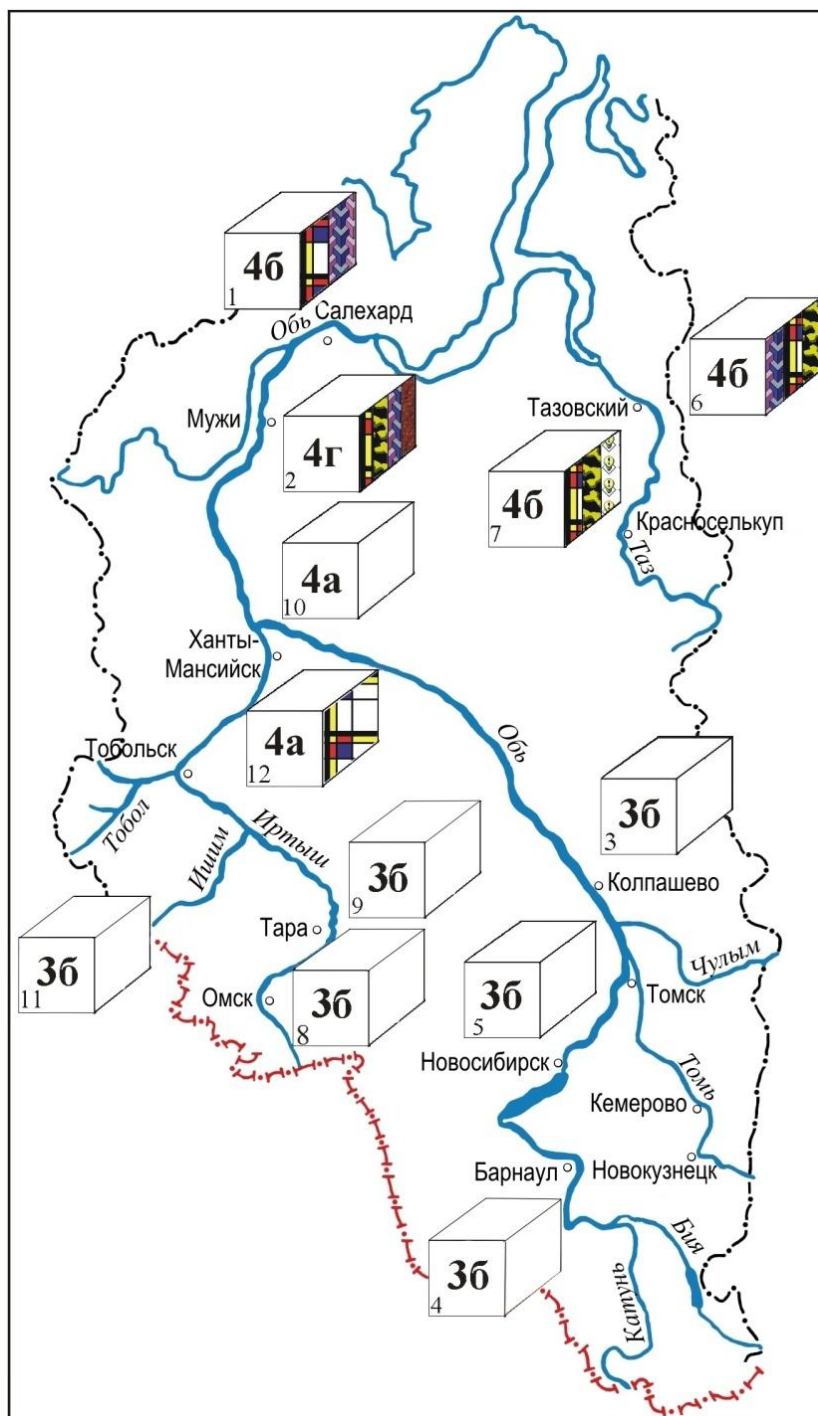 4б
1
Обь
Салехард
4б
6
Мужи
4г
2
Тазовский
4б
7
Красноселькуп
Таз
4а
10
Ханты-
Мансийск
4а
12
Обь
Тобольск
Тобол
Ишим
Иртыш
3б
3
3б
9
Колпашево
Тара
3б
11
Омск
3б
8
3б
5
Чулым
Томск
Новосибирск
Томь
Кемерово
Барнаул
Новокузнецк
3б
4
Бия
Катунь